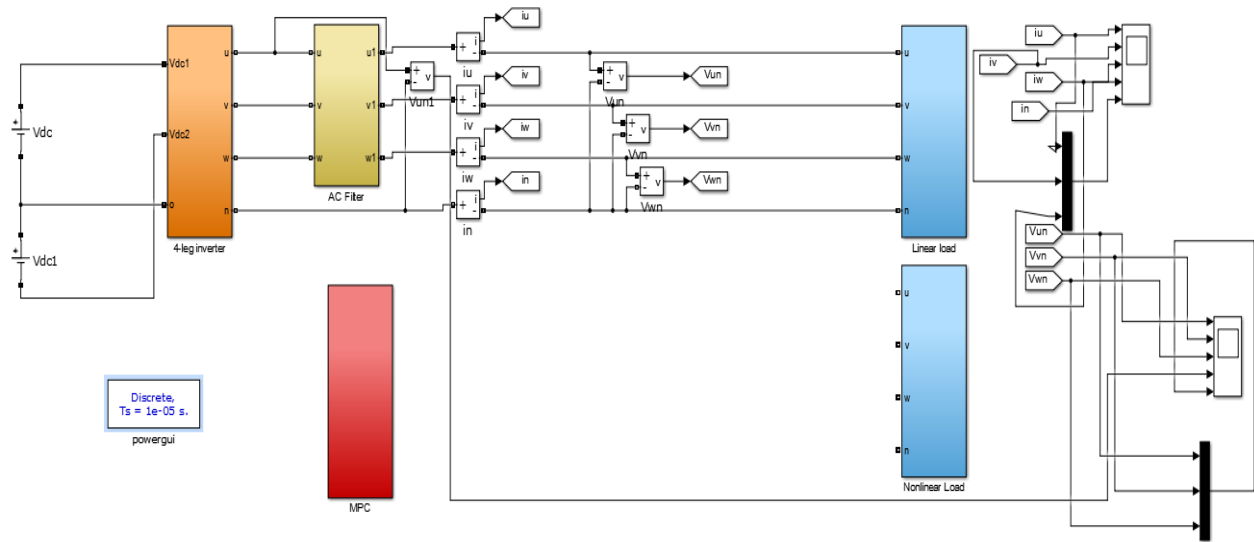 Vdc
Vdc1
Vdc1
Vdc2
o
u
v
w
n
4-leg inverter
u
v
w
u1
v1
w1
AC Filter
+
-
v
Vun1
+
i
-
iu
iu
+
i
-
iv
iv
+
i
-
iw
iw
+
i
-
in
in
+
-
v
Vun
Vun
+
-
v
Vvn
Vvn
+
-
v
Vwn
Vwn
u
v
w
n
Linear load
u
v
w
n
Nonlinear Load
iu
iv
iw
in
Vun
Vvn
Vwn
Discrete,
Ts = 1e-05 s.
powergui
MPC